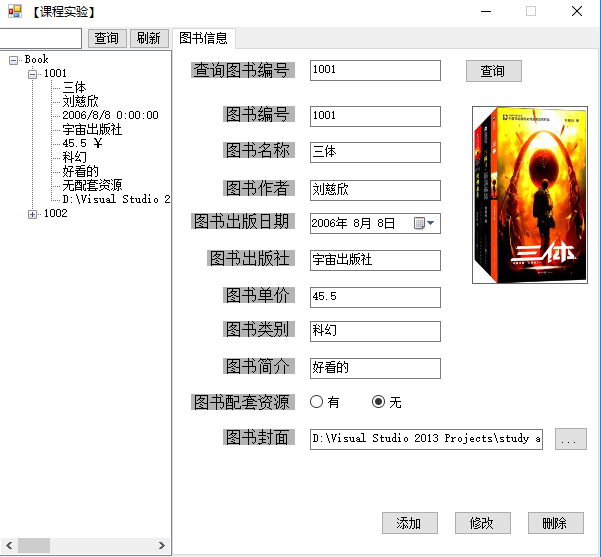 【课程实验】
查询 刷新
图书信息
Book
1001
三体
刘慈欣
2006/8/8 0:00:00
宇宙出版社
45.5 ¥
科幻
好看的
无配套资源
D:\Visual Studio 2
1002
查询图书编号 1001 查询
图书编号 1001
图书名称 三体
图书作者 刘慈欣
图书出版日期 2006年 8月 8日
图书出版社 宇宙出版社
图书单价 45.5
图书类别 科幻
图书简介 好看的
图书配套资源 有 无
图书封面 D:\Visual Studio 2013 Projects\study a ...
三体
添加 修改 删除